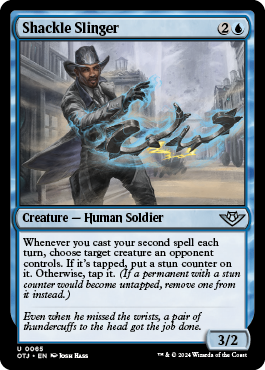 Shackle Slinger 2
Creature — Human Soldier
Whenever you cast your second spell each
turn, choose target creature an opponent
controls. If it's tapped, put a stun counter
on it. Otherwise, tap it. (If a permanent with a stun
counter would become untapped, remove one from
it instead.)
Even when he missed the wrists, a pair of
thundercuffs to the head got the job done.
3/2
U 0065
OTJ • EN Josh Hass
™ & © 2024 Wizards of the Coast